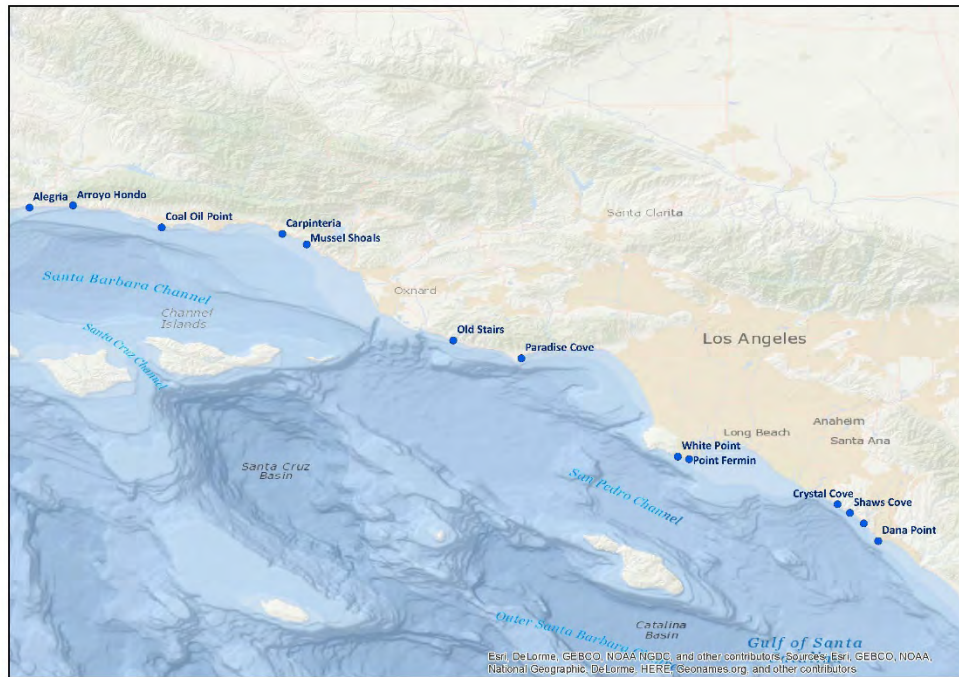 Alegria
Arroyo Hondo
Coal Oil Point
Carpinteria
Mussel Shoals
Santa Clarita
Santa Barbara Channel
Channel
Islands
Oxnard
Santa Cruz Channel
Old Stairs
Paradise Cove
Los Angeles
Anaheim
Long Beach
Santa Ana
White Point
Point Fermin
Santa Cruz
Basin
San Pedro Channel
Crystal Cove
Shaws Cove
Dana Point
Outer Santa Barbara
Catalina
Basin
Gulf of Santa
Esri, DeLorme, GEBCO, NOAA NGDC, and other contributors, Sources: Esri, GEBCO, NOAA,
National Geographic, DeLorme, HERE, Geonames.org, and other contributors